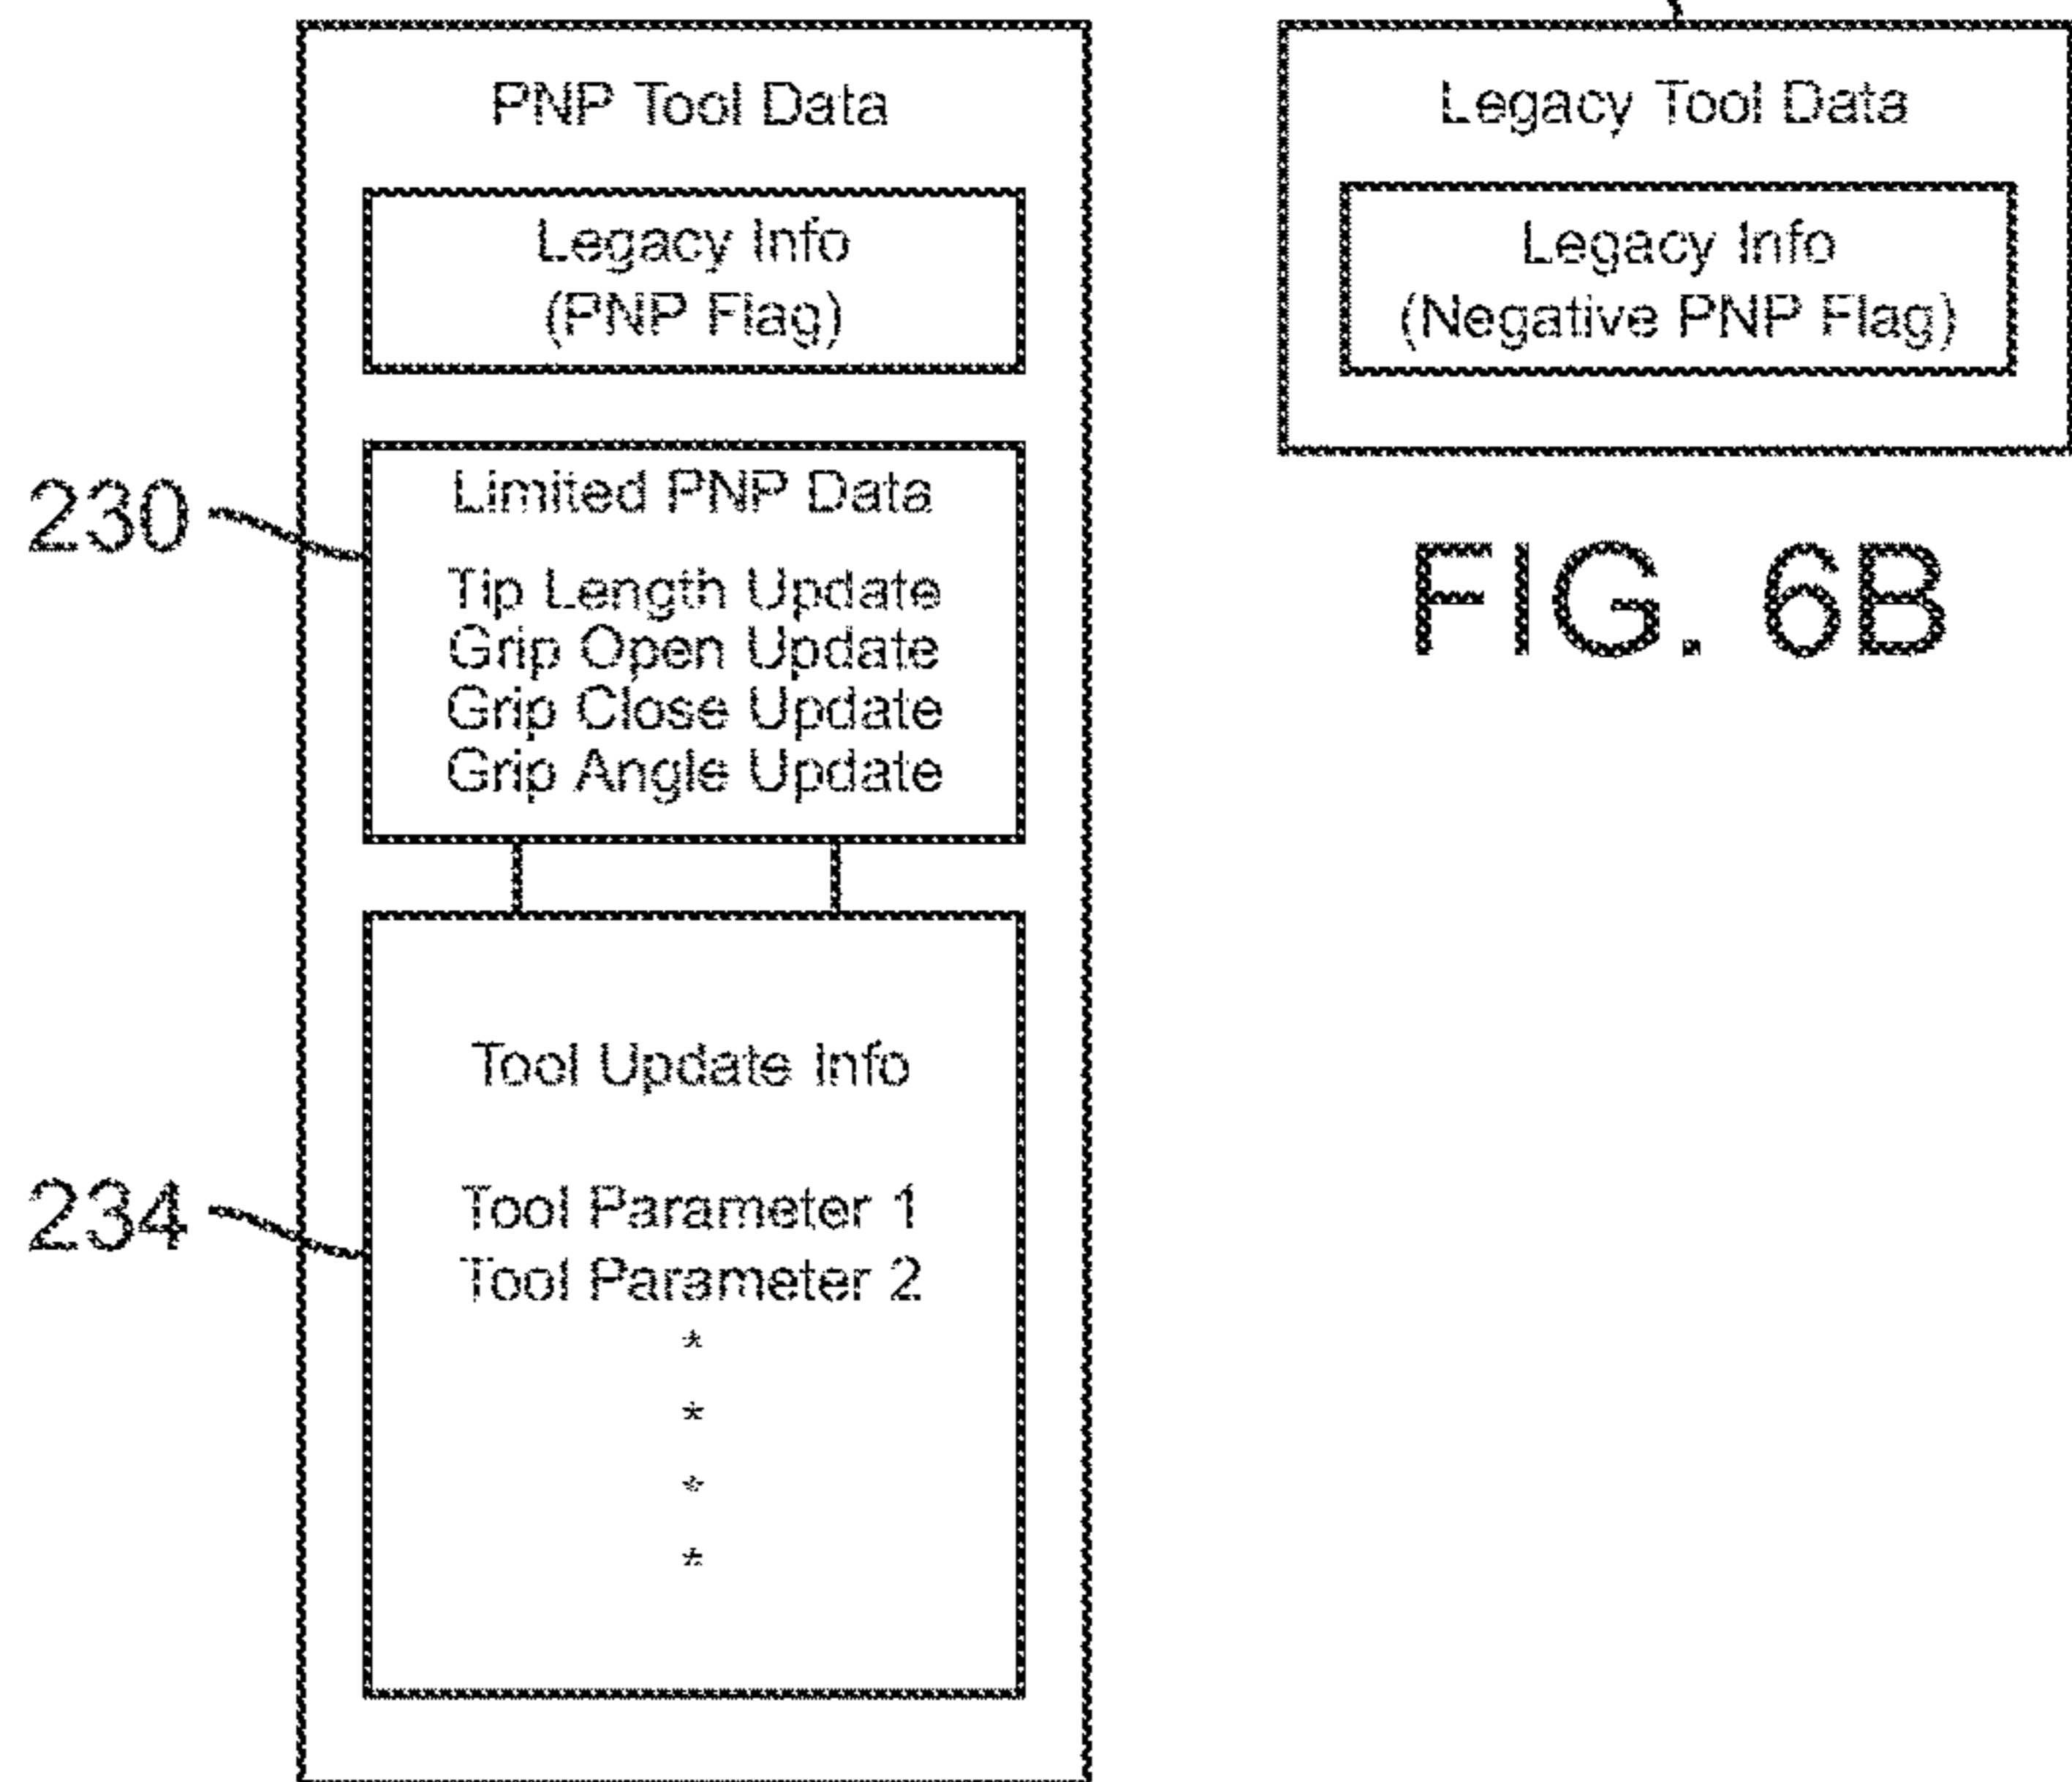 PNP Tool Data
Legacy Info
(PNP Flag)
230
Limited PNP Data
Tip Length Update
Grip Open Update
Grip Close Update
Grip Angle Update
234
Tool Update Info
Tool Parameter 1
Tool Parameter 2
*
*
*
*
Legacy Tool Data
Legacy Info
(Negative PNP Flag)
FIG. 6B